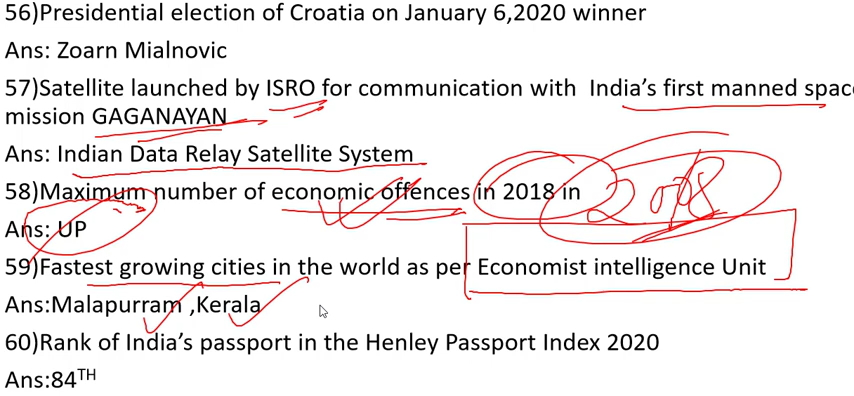 56)Presidential election of Croatia on January 6,2020 winner
Ans: Zoarn Mialnovic
57)Satellite launched by ISRO for communication with India's first manned spac
mission GAGANAYAN
Ans: Indian Data Relay Satellite System
58)Maximum number of economic offences in 2018 in 2018
Ans: UP
59)Fastest growing cities in the world as per Economist intelligence Unit
Ans:Malapurram ,Kerala
60)Rank of India's passport in the Henley Passport Index 2020
Ans:84TH